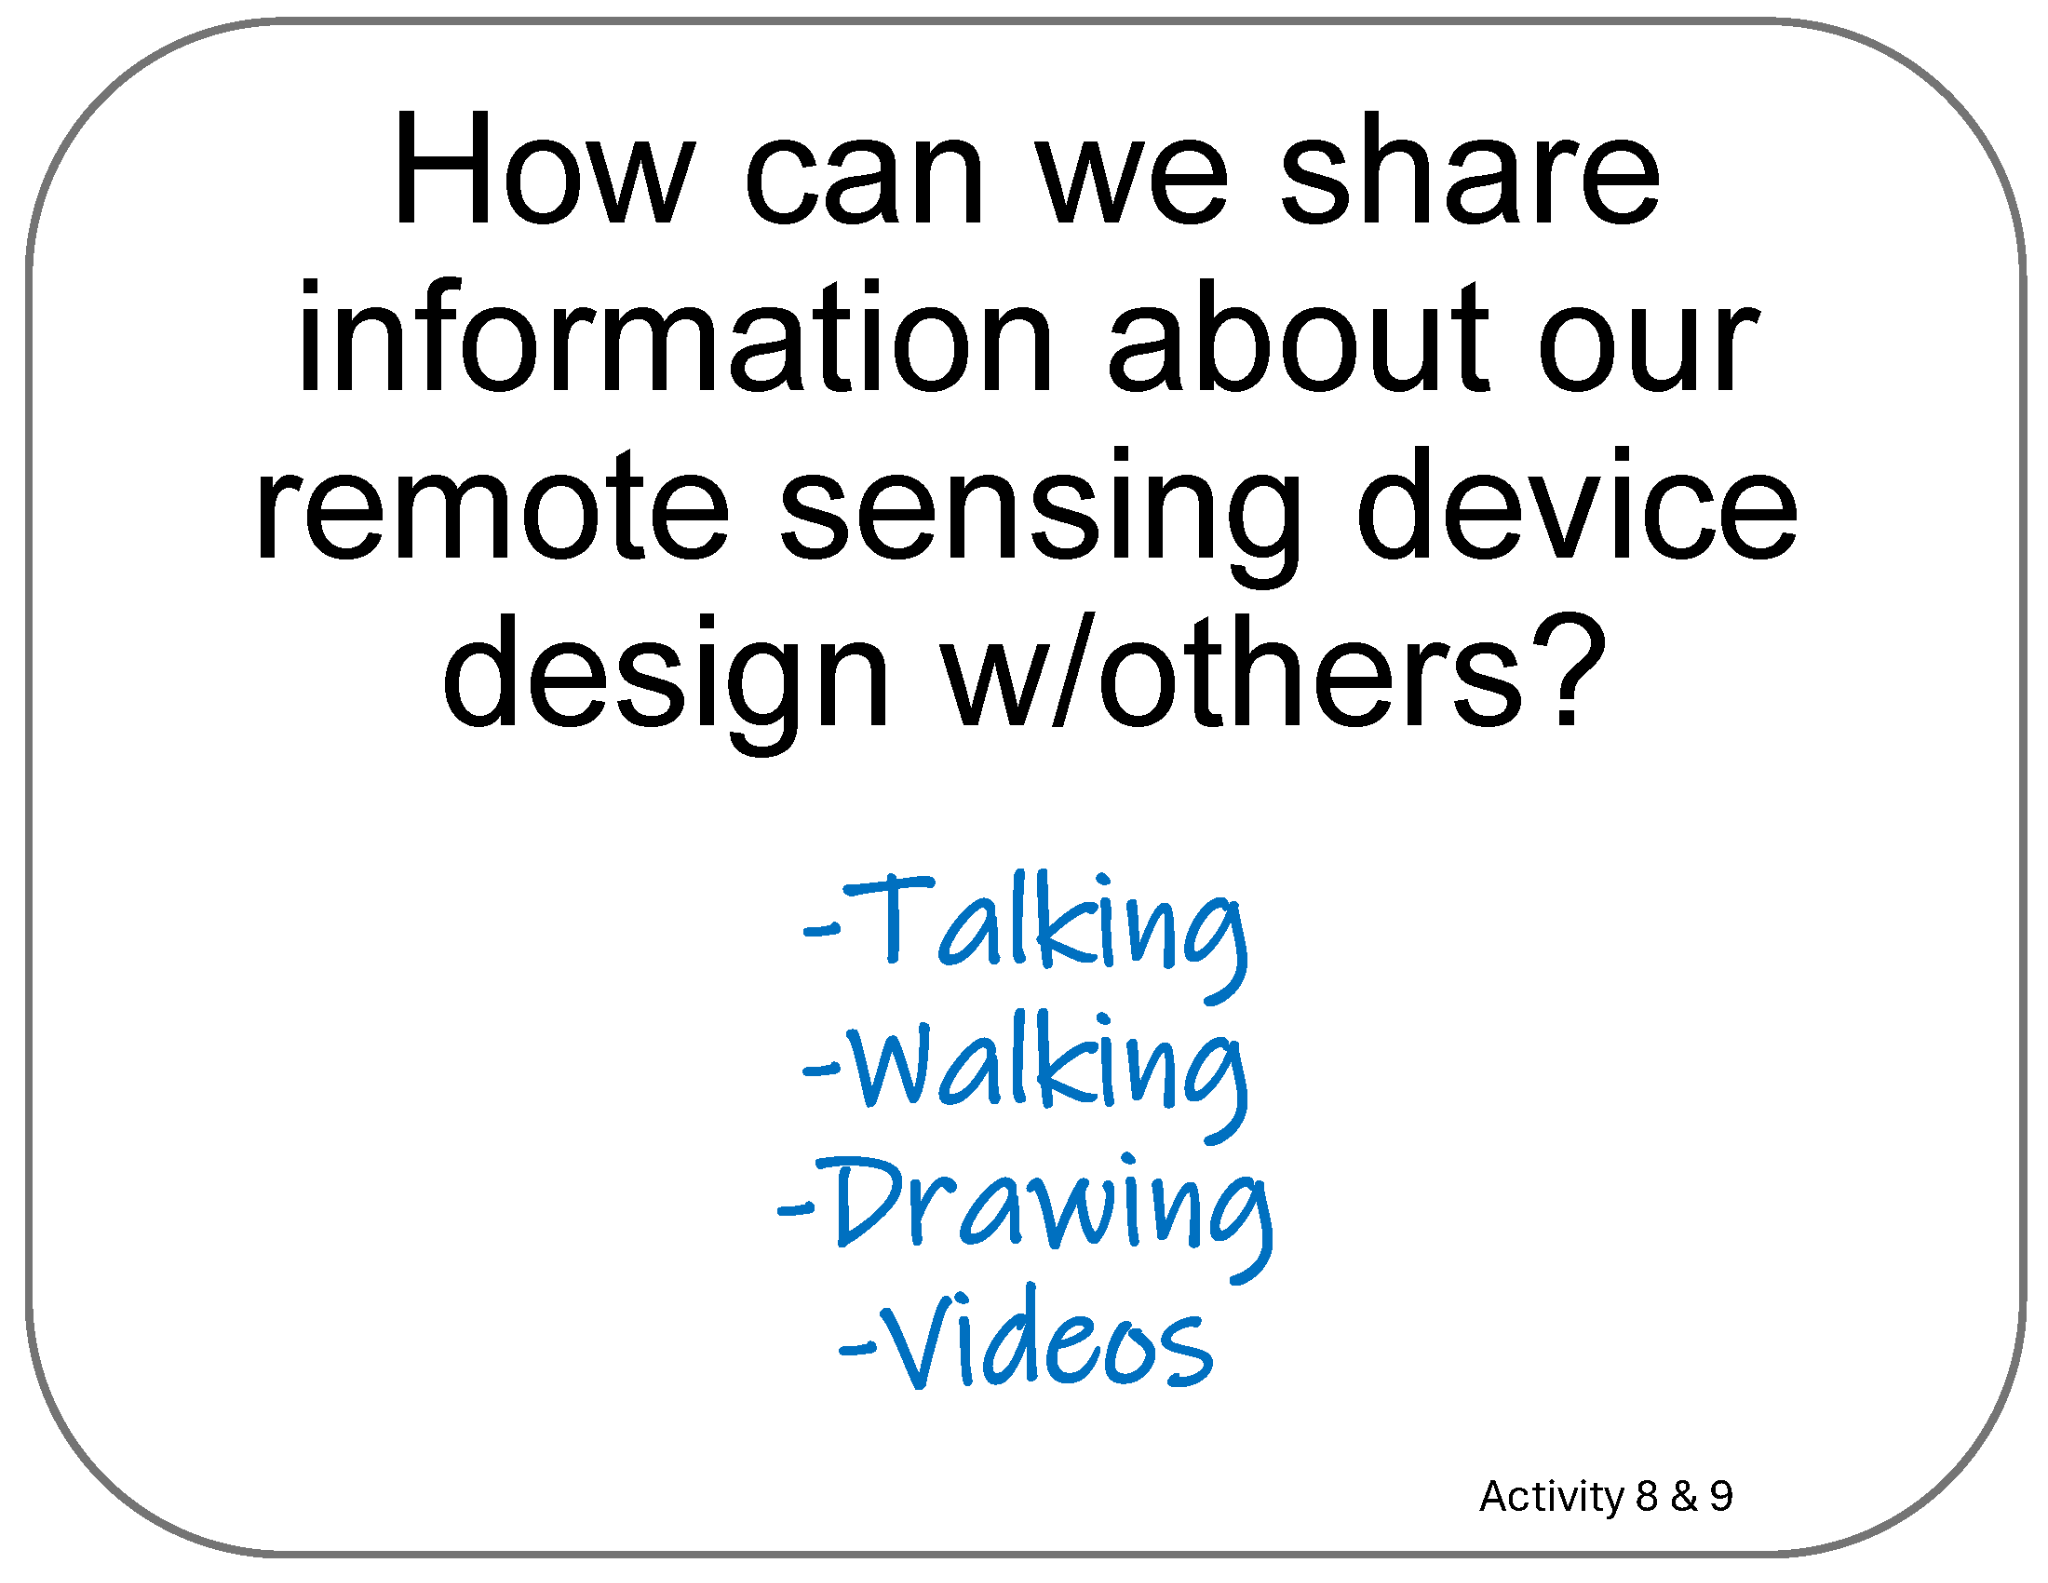 How can we share
information about our
remote sensing device
design w/others?
-Talking
-Walking
-Drawing
-Videos
Activity 8 & 9